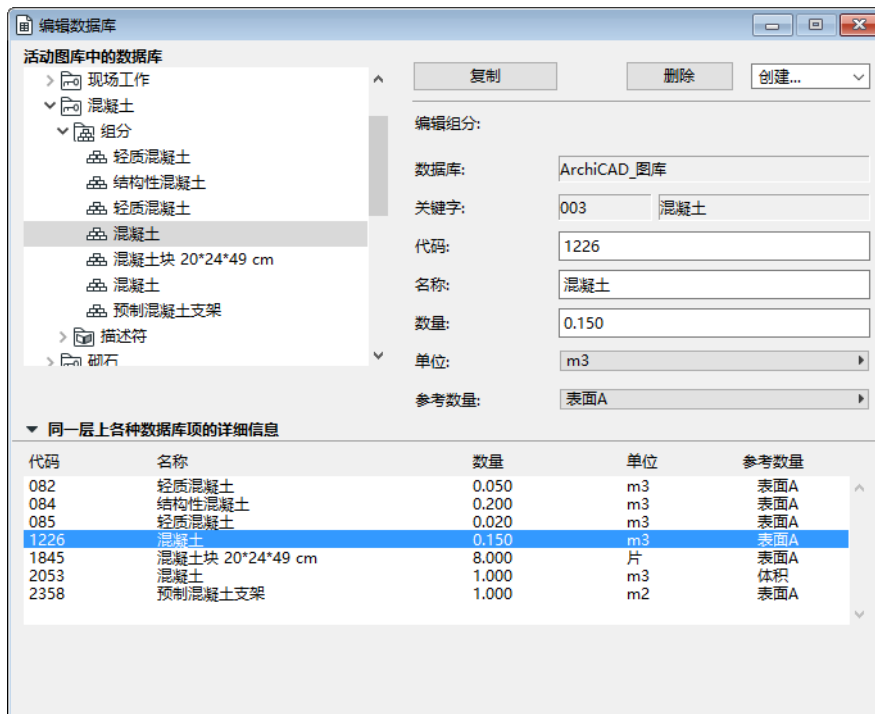 编辑数据库
活动图库中的数据库
现场工作
混凝土
组分
轻质混凝土
结构性混凝土
轻质混凝土
混凝土
混凝土块 20*24*49 cm
混凝土
预制混凝土支架
描述符
砌石
复制 删除 创建...
编辑组分:
数据库: ArchiCAD_图库
关键字: 003 混凝土
代码: 1226
名称: 混凝土
数量: 0.150
单位: m3
参考数量: 表面A
同一层上各种数据库项的详细信息
代码 名称 数量 单位 参考数量
082 轻质混凝土 0.050 m3 表面A
084 结构性混凝土 0.200 m3 表面A
085 轻质混凝土 0.020 m3 表面A
1226 混凝土 0.150 m3 表面A
1845 混凝土块 20*24*49 cm 8.000 片 表面A
2053 混凝土 1.000 m3 体积
2358 预制混凝土支架 1.000 m2 表面A